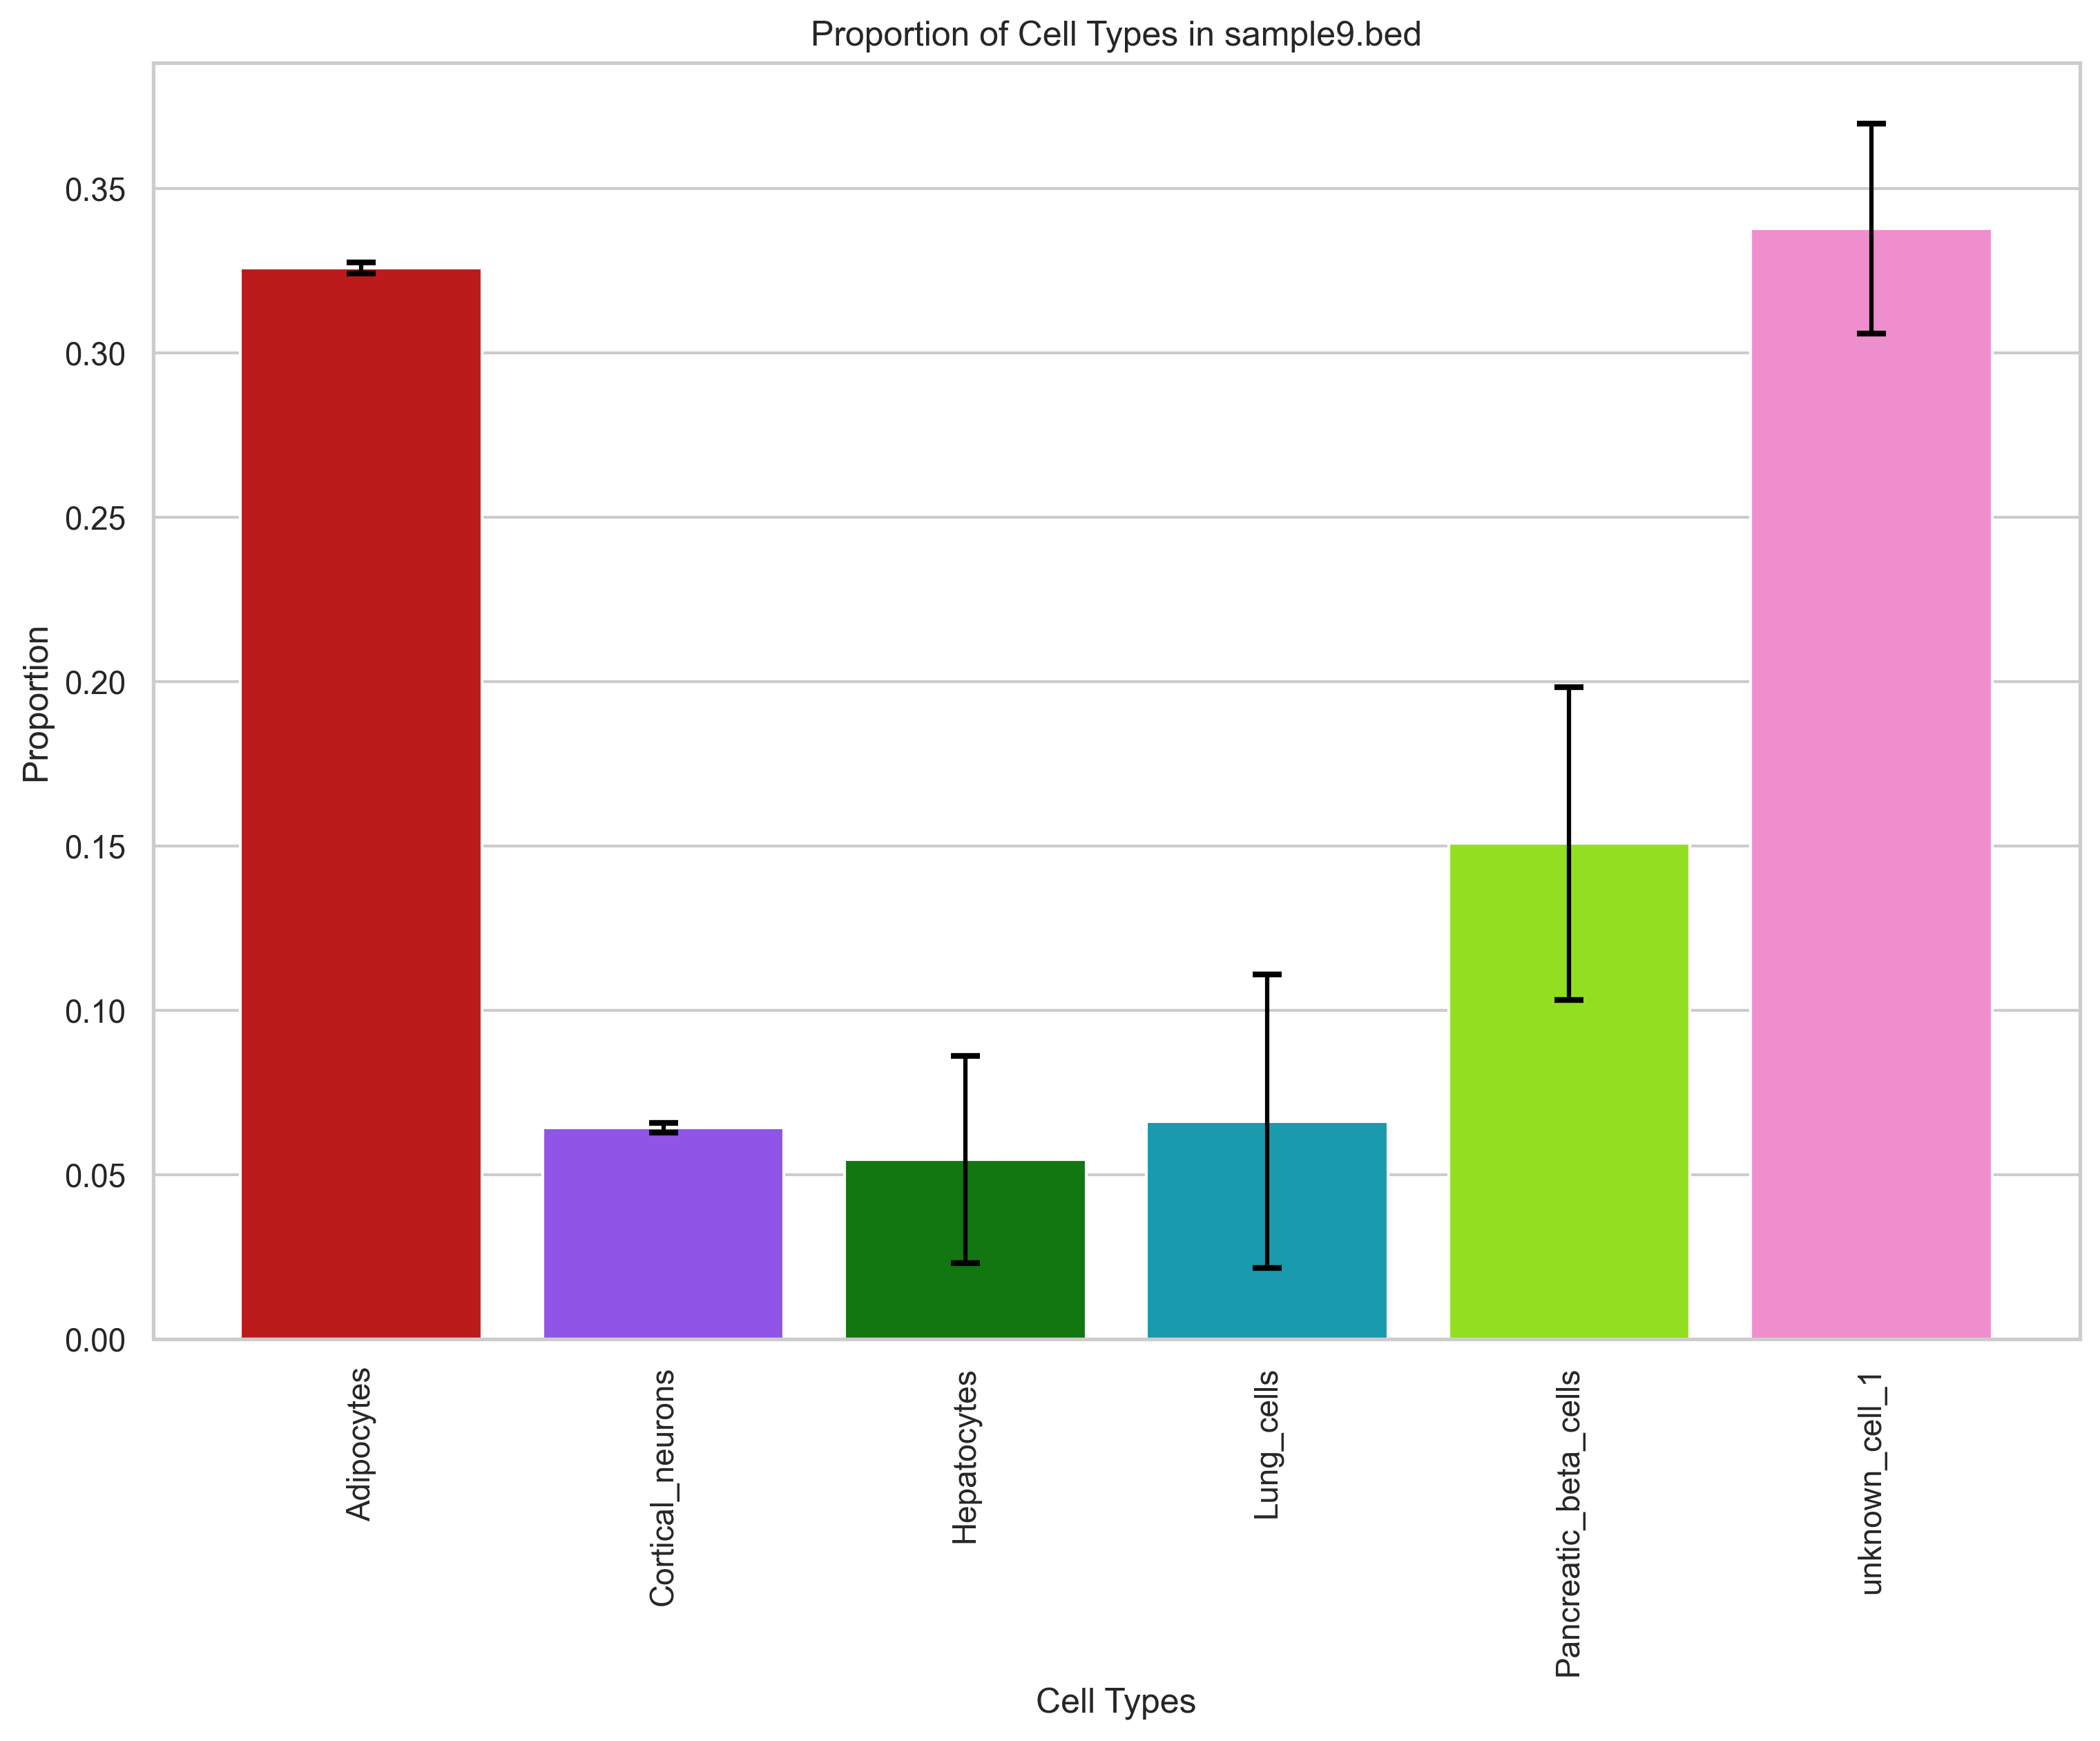 Proportion of Cell Types in sample9.bed
Proportion
0.35
0.30
0.25
0.20
0.15
0.10
0.05
0.00
Adipocytes
Cortical_neurons
Hepatocytes
Lung_cells
Pancreatic_beta_cells
unknown_cell_1
Cell Types